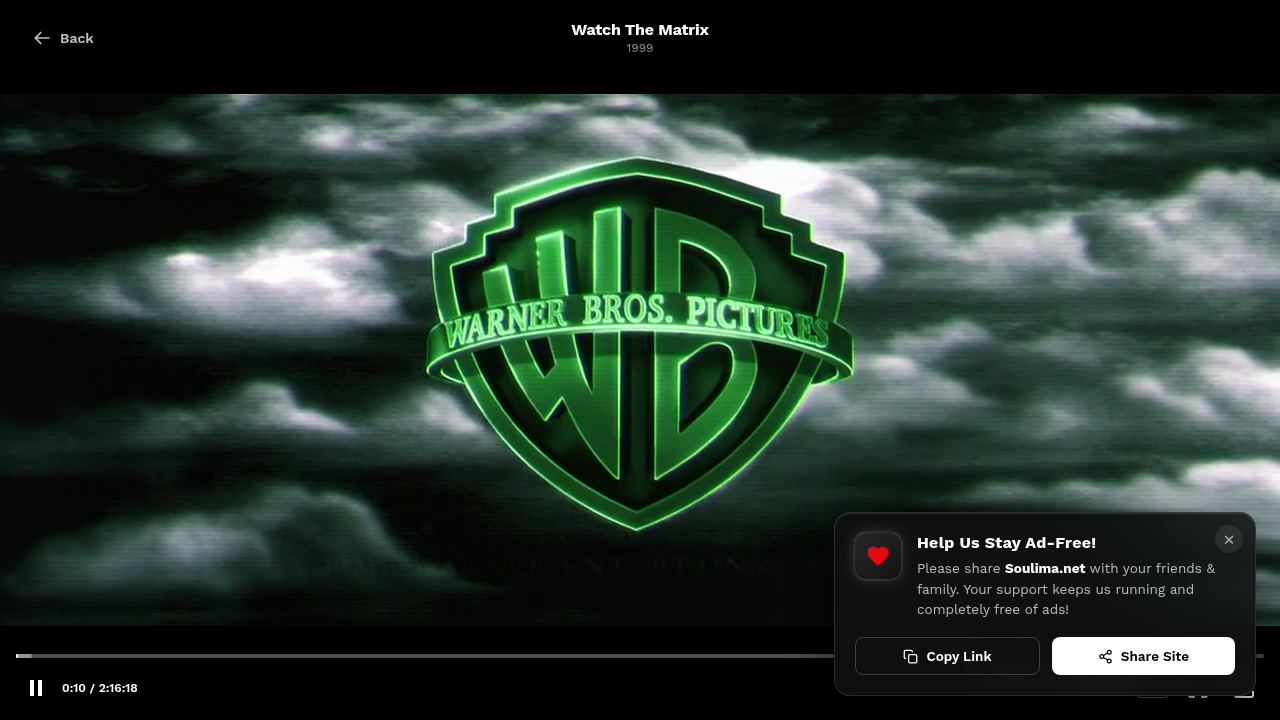 Back
Watch The Matrix
1999
WB
WARNER BROS. PICTURES
Help Us Stay Ad-Free!
Please share Soulima.net with your friends &
family. Your support keeps us running and
completely free of ads!
Copy Link
Share Site
0:10 / 2:16:18